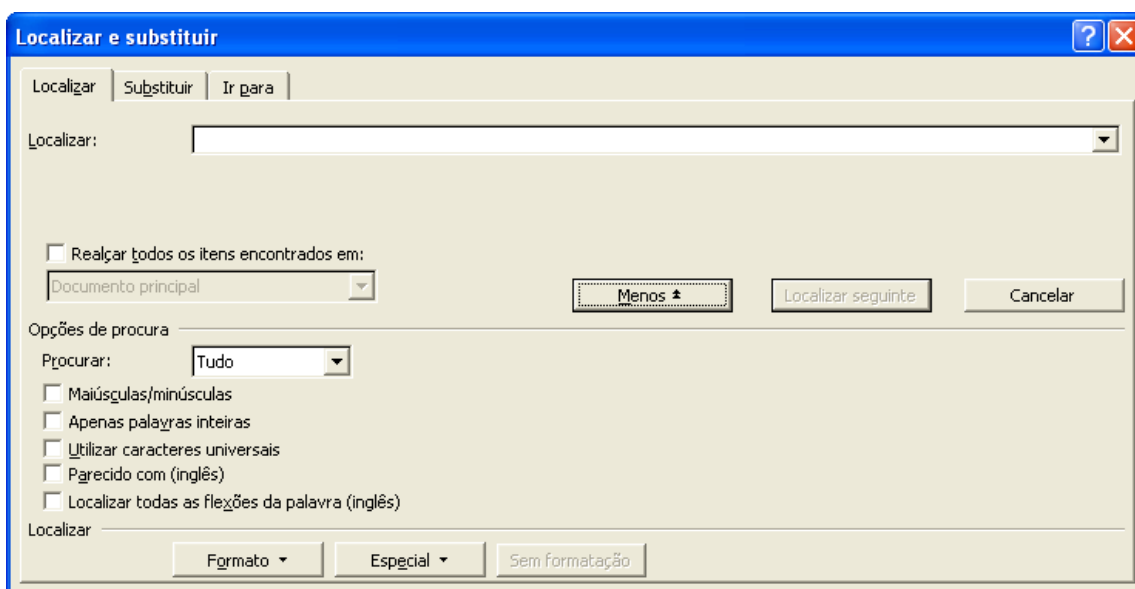 Localizar e substituir
Localizar Substituir Ir para
Localizar:
Realçar todos os itens encontrados em:
Documento principal
Menos Localizar seguinte Cancelar
Opções de procura
Procurar: Tudo
Maiúsculas/minúsculas
Apenas palavras inteiras
Utilizar caracteres universais
Parecido com (inglês)
Localizar todas as flexões da palavra (inglês)
Localizar
Formato Especial Sem formatação